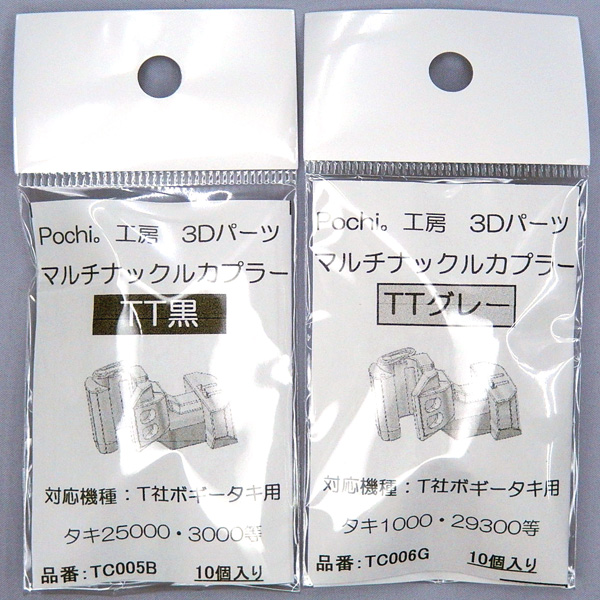 Pochi。工房 3Dパーツ
マルチナックルカプラー
TT黒
対応機種:T社ボギータキ用
タキ25000・3000等
品番:TC005B 10個入り
Pochi。工房 3Dパーツ
マルチナックルカプラー
TTグレー
対応機種:T社ボギータキ用
タキ1000・29300等
品番:TC006G 10個入り